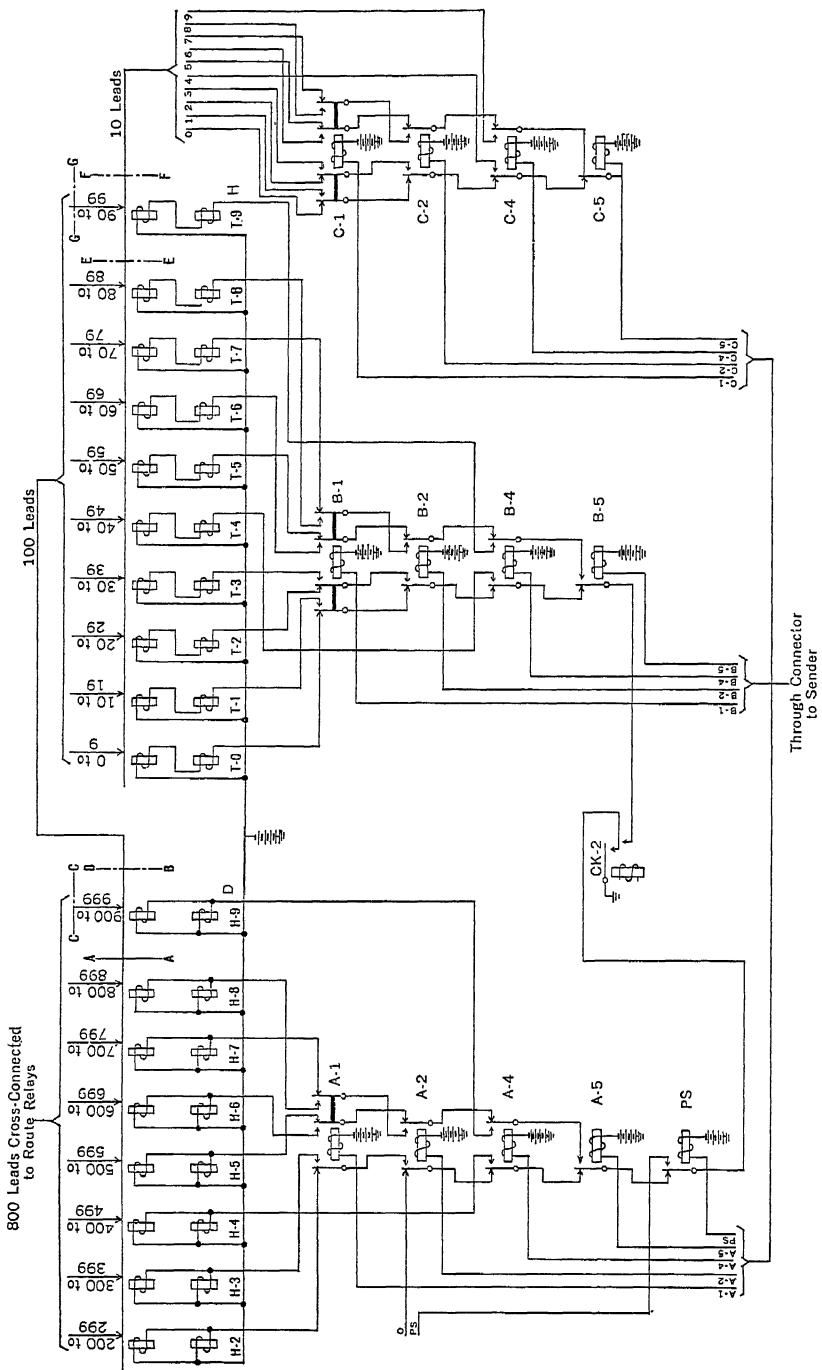 800 Leads Cross-Connected
to Route Relays
200 to 299
300 to 399
400 to 499
500 to 599
600 to 699
700 to 799
800 to 899
900 to 999
A
A
C
C
D
B
H-2
H-3
H-4
H-5
H-6
H-7
H-8
H-9
D
100 Leads
0 to 9
10 to 19
20 to 29
30 to 39
40 to 49
50 to 59
60 to 69
70 to 79
80 to 89
90 to 99
E
E
G
G
F
F
T-0
T-1
T-2
T-3
T-4
T-5
T-6
T-7
T-8
T-9
H
10 Leads
0 1 2 3 4 5 6 7 8 9
A-1
A-2
A-4
A-5
PS
O
PS
A-1
A-2
A-4
A-5
PS
CK-2
B-1
B-2
B-4
B-5
B-1
B-2
B-4
B-5
C-1
C-2
C-4
C-5
C-1
C-2
C-4
C-5
Through Connector
to Sender